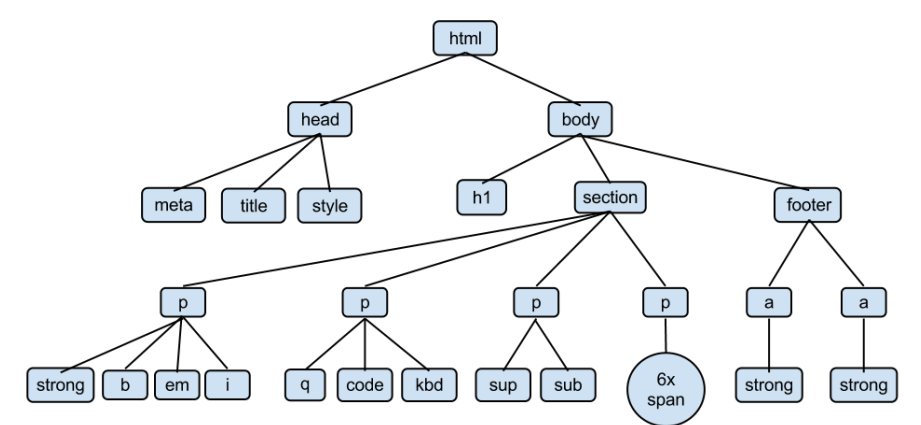 html
head
body
meta
title
style
h1
section
footer
p
p
p
p
a
a
strong
b
em
i
q
code
kbd
sup
sub
6x
span
strong
strong